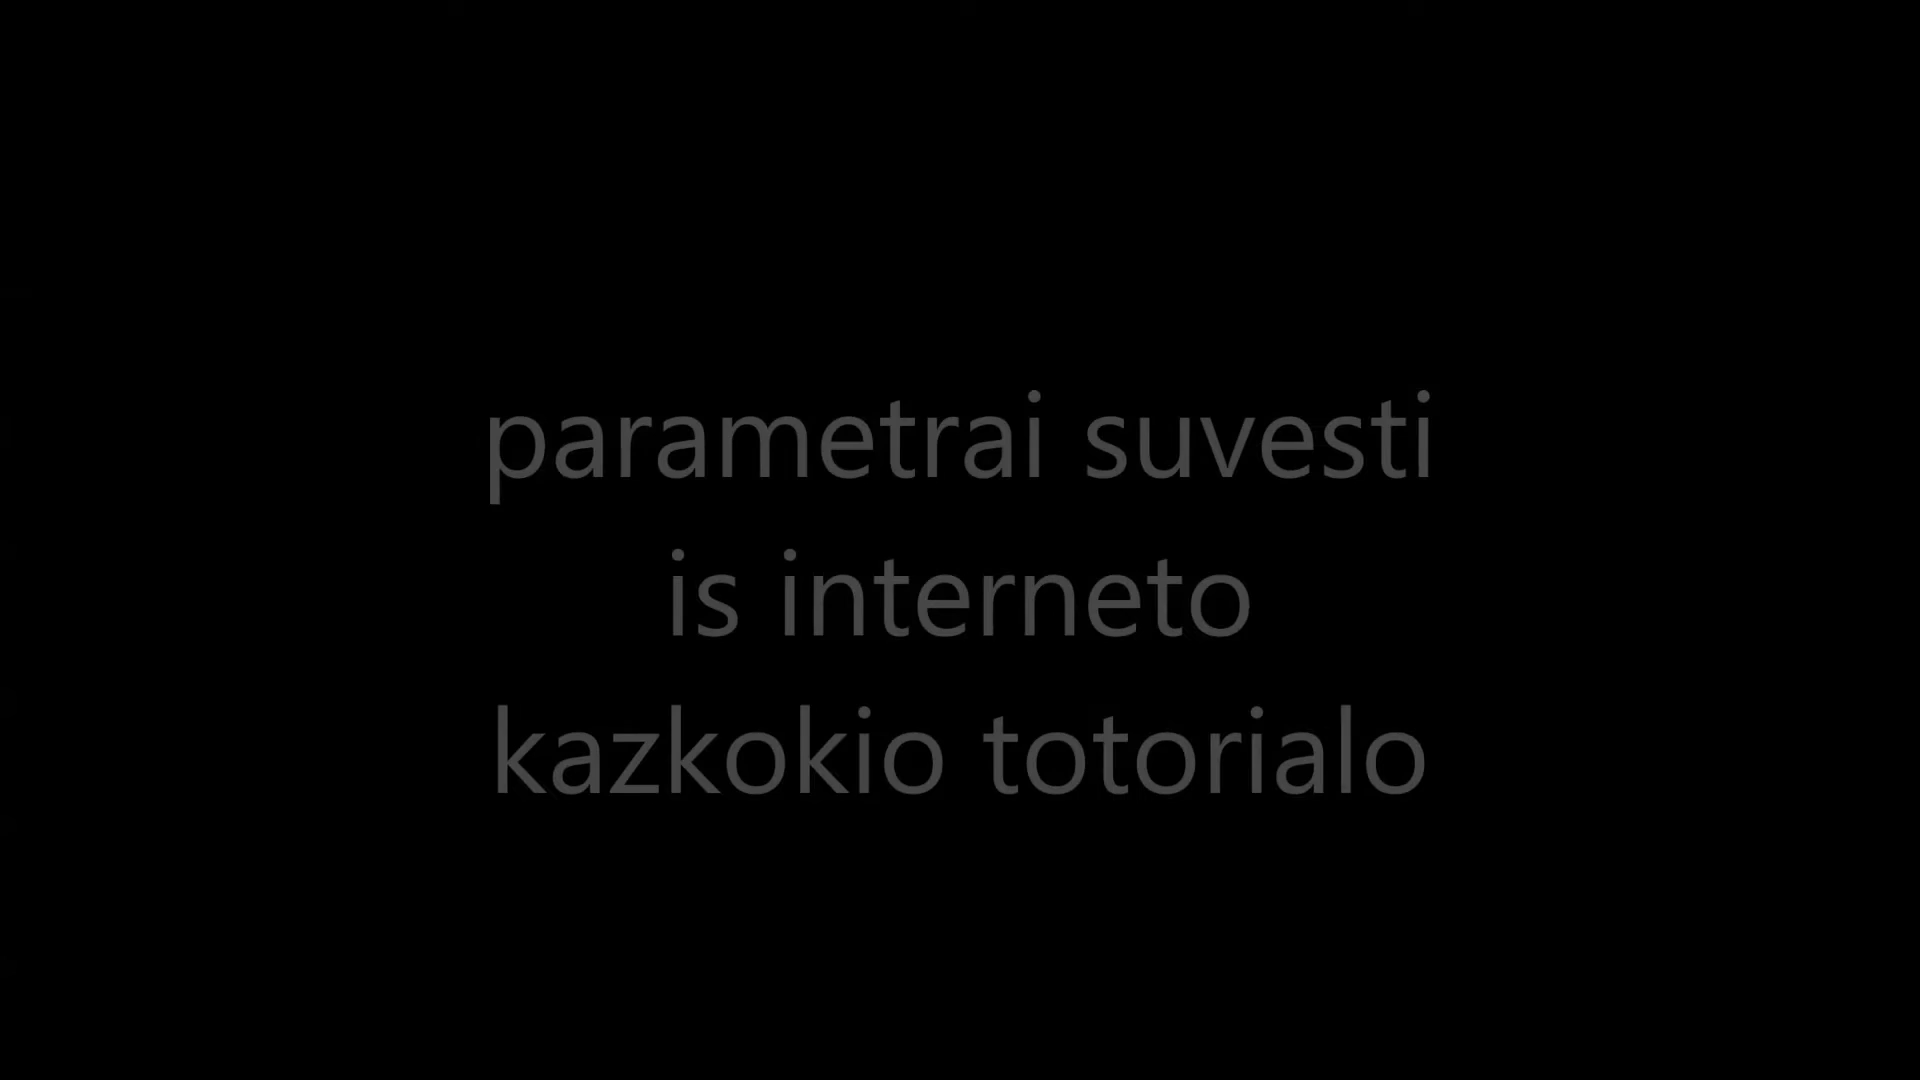 parametrai suvesti
is interneto
kazkokio totorialo